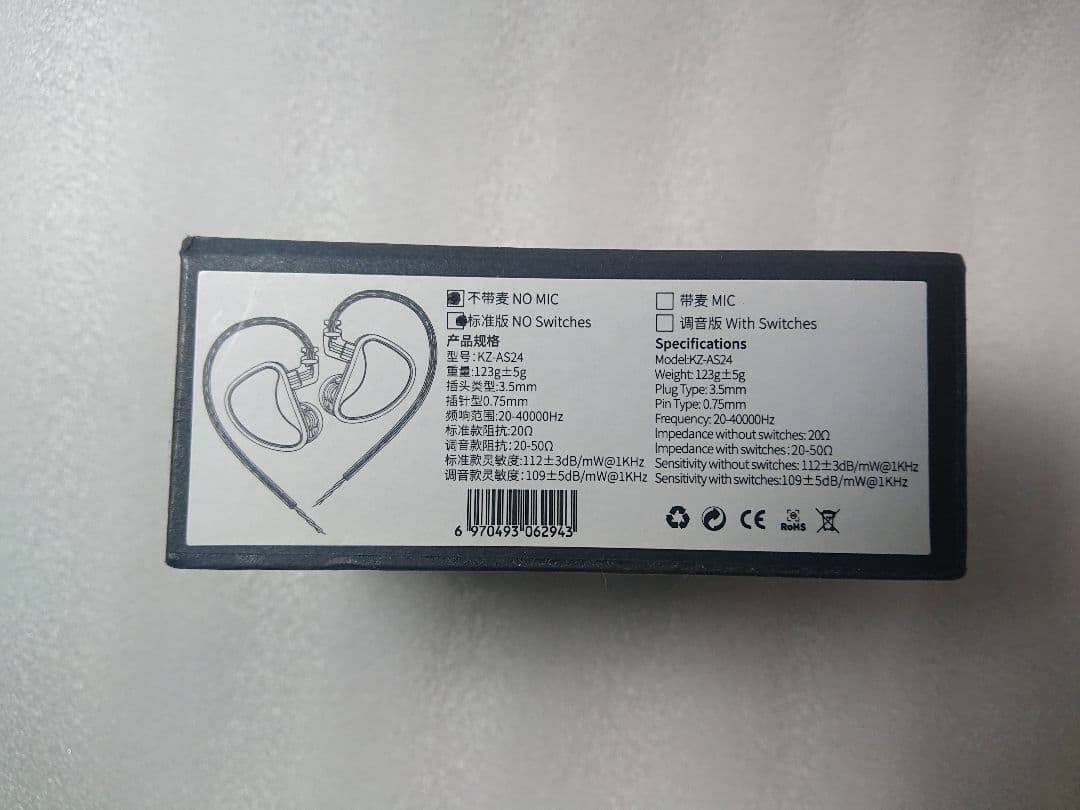 不带麦 NO MIC
带麦 MIC
标准版 NO Switches
调音版 With Switches
产品规格
型号:KZ-AS24
重量:123g±5g
插头类型:3.5mm
插针型0.75mm
频响范围:20-40000Hz
标准款阻抗:20Ω
调音款阻抗:20-50Ω
标准款灵敏度:112±3dB/mW@1KHz
调音款灵敏度:109±5dB/mW@1KHz
Specifications
Model:KZ-AS24
Weight:123g±5g
Plug Type:3.5mm
Pin Type:0.75mm
Frequency:20-40000Hz
Impedance without switches:20Ω
Impedance with switches:20-50Ω
Sensitivity without switches:112±3dB/mW@1KHz
Sensitivity with switches:109±5dB/mW@1KHz
6 970493 062943
CE
RoHS